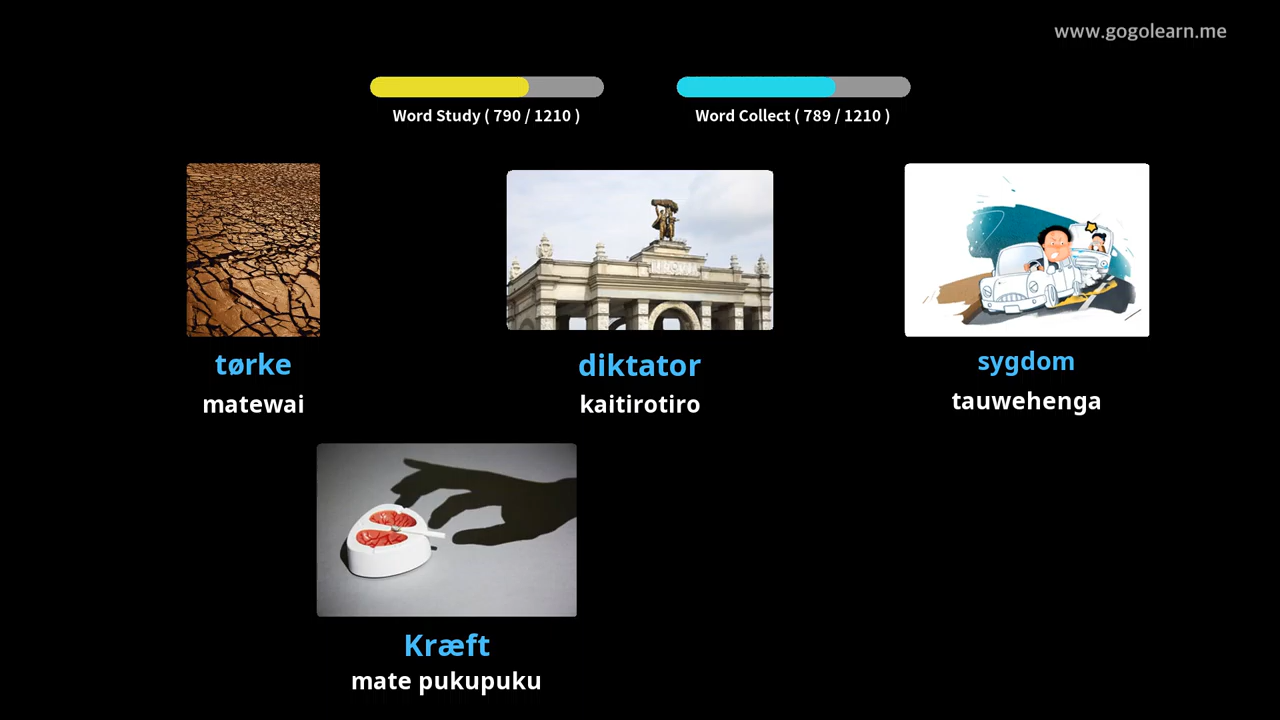 www.gogolearn.me
Word Study ( 790 / 1210 )
Word Collect ( 789 / 1210 )
tørke
matewai
diktator
kaitirotiro
sygdom
tauwehenga
Kræft
mate pukupuku